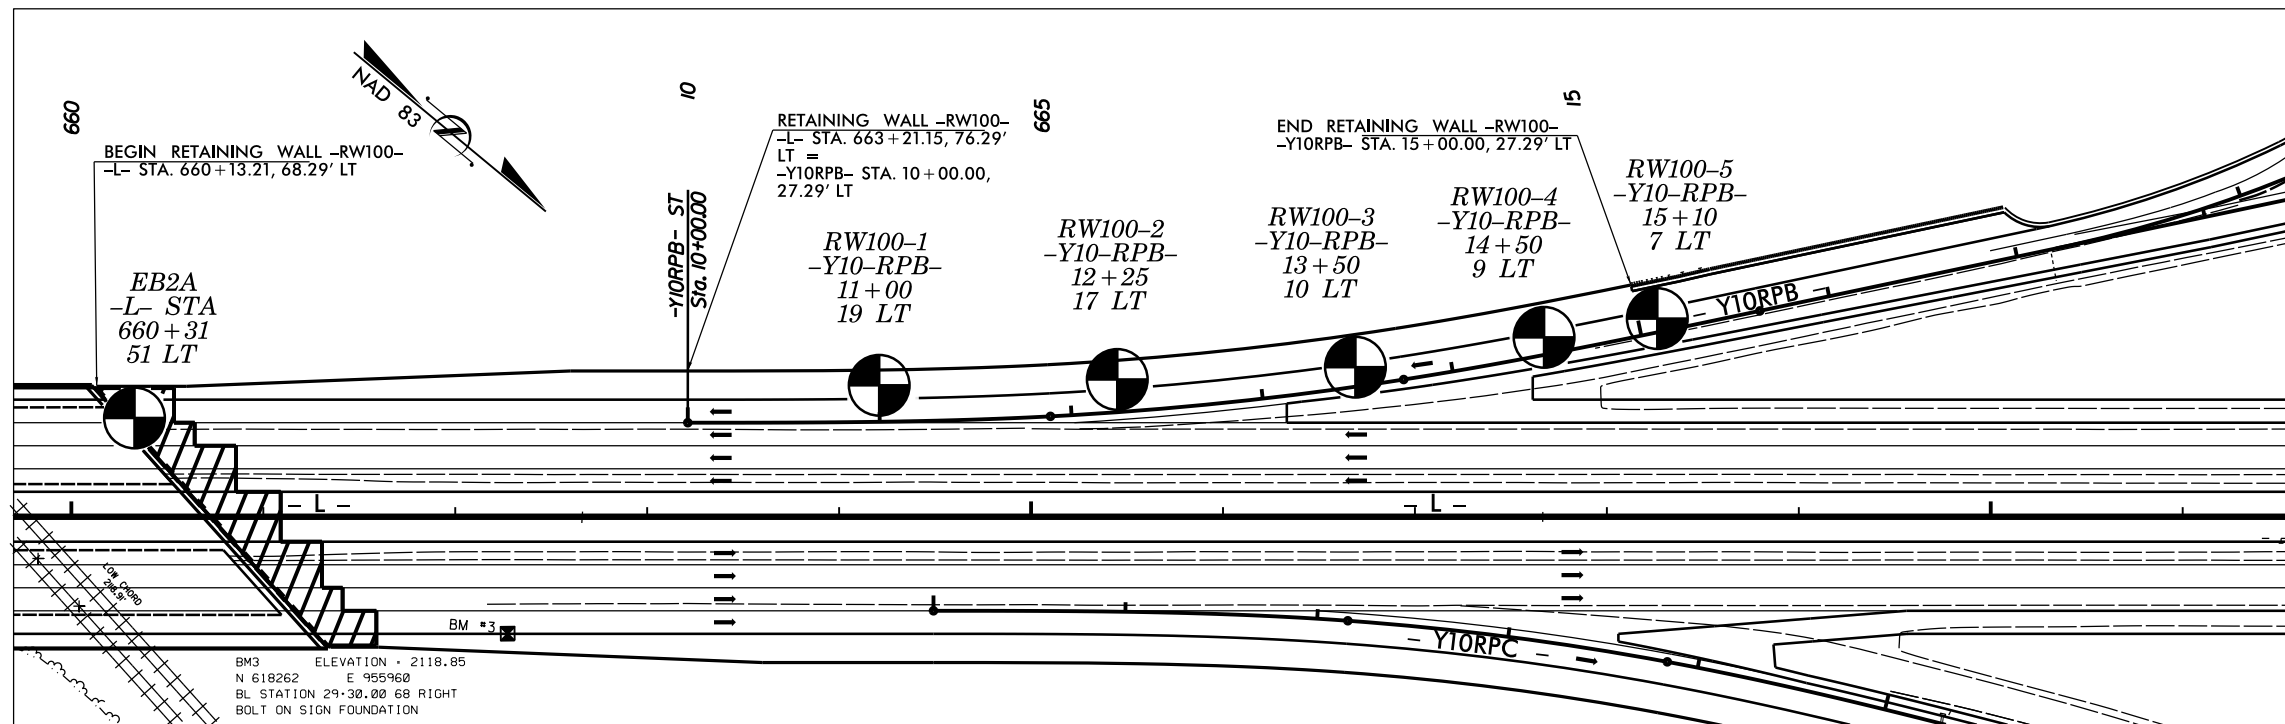 660
BEGIN RETAINING WALL –RW100–
–L– STA. 660+13.21, 68.29' LT
NAD 83
10
RETAINING WALL –RW100–
–L– STA. 663+21.15, 76.29'
LT =
–Y10RPB– STA. 10+00.00,
27.29' LT
665
15
END RETAINING WALL –RW100–
–Y10RPB– STA. 15+00.00, 27.29' LT
–Y10RPB– ST
Sta. 10+00.00
EB2A
–L– STA
660+31
51 LT
RW100–1
–Y10–RPB–
11+00
19 LT
RW100–2
–Y10–RPB–
12+25
17 LT
RW100–3
–Y10–RPB–
13+50
10 LT
RW100–4
–Y10–RPB–
14+50
9 LT
RW100–5
–Y10–RPB–
15+10
7 LT
– Y10RPB –
– L –
– L –
LOW CHORD
BM #3
– Y10RPC –
BM3 ELEVATION = 2118.85
N 618262 E 955960
BL STATION 29+30.00 68 RIGHT
BOLT ON SIGN FOUNDATION